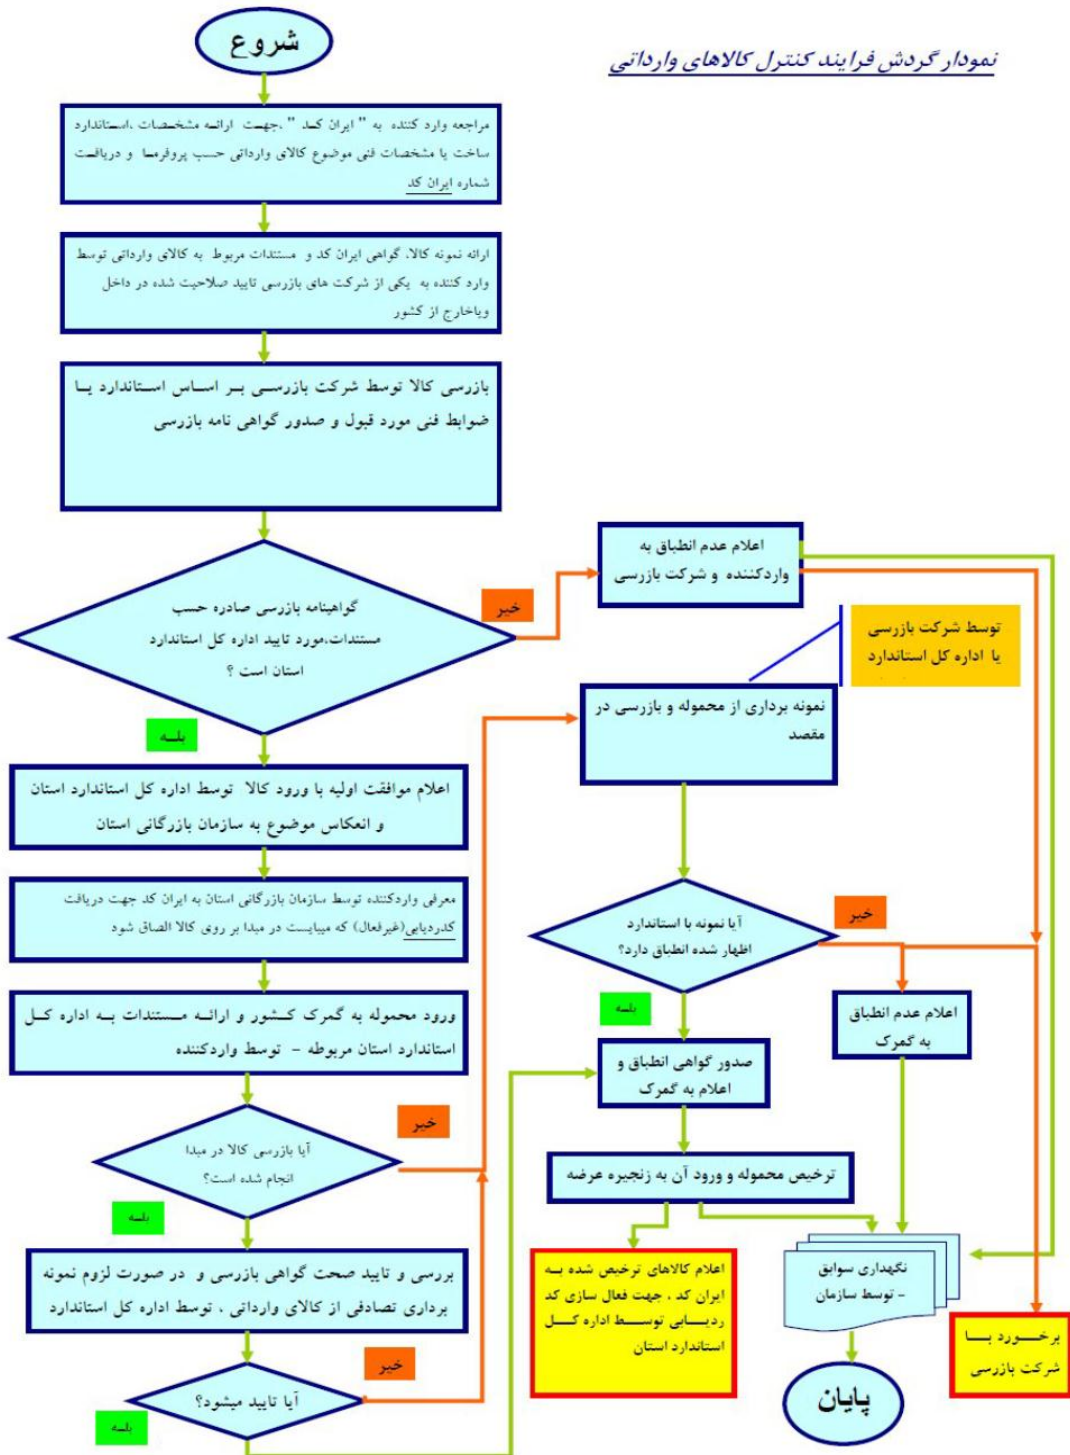 نمودار گردش فرایند کنترل کالاهای وارداتی
شروع
مراجعه وارد کننده به " ایران کد " ،جهت ارائه مشخصات ،استاندارد
ساخت یا مشخصات فنی موضوع کالای وارداتی حسب پروفرما و دریافت
شماره ایران کد
ارائه نمونه کالا، گواهی ایران کد و مستندات مربوط به کالای وارداتی توسط
وارد کننده به یکی از شرکت های بازرسی تایید صلاحیت شده در داخل
ویاخارج از کشور
بازرسی کالا توسط شرکت بازرسی بر اساس استاندارد یا
ضوابط فنی مورد قبول و صدور گواهی نامه بازرسی
گواهینامه بازرسی صادره حسب
مستندات،مورد تایید اداره کل استاندارد
استان است ؟
خیر
اعلام عدم انطباق به
واردکننده و شرکت بازرسی
توسط شرکت بازرسی
یا اداره کل استاندارد
نمونه برداری از محموله و بازرسی در
مقصد
بلــه
اعلام موافقت اولیه با ورود کالا توسط اداره کل استاندارد استان
و انعکاس موضوع به سازمان بازرگانی استان
معرفی واردکننده توسط سازمان بازرگانی استان به ایران کد جهت دریافت
کدردیابی(غیرفعال) که میبایست در مبدا بر روی کالا الصاق شود
آیا نمونه با استاندارد
اظهار شده انطباق دارد؟
خیر
بلــه
اعلام عدم انطباق
به گمرک
ورود محموله به گمرک کشور و ارائه مستندات به اداره کل
استاندارد استان مربوطه – توسط واردکننده
صدور گواهی انطباق و
اعلام به گمرک
آیا بازرسی کالا در مبدا
انجام شده است؟
خیر
بلــه
ترخیص محموله و ورود آن به زنجیره عرضه
بررسی و تایید صحت گواهی بازرسی و در صورت لزوم نمونه
برداری تصادفی از کالای وارداتی ، توسط اداره کل استاندارد
اعلام کالاهای ترخیص شده به
ایران کد ، جهت فعال سازی کد
ردیابی توسط اداره کل
استاندارد استان
نگهداری سوابق
– توسط سازمان
برخورد با
شرکت بازرسی
آیا تایید میشود؟
خیر
بلــه
پایان